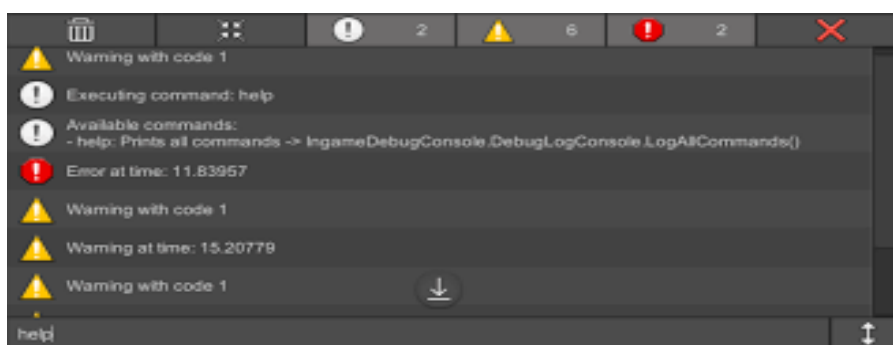 2 6 2
Warning with code 1
Executing command: help
Available commands:
- help: Prints all commands -> IngameDebugConsole.DebugLogConsole.LogAllCommands()
Error at time: 11.83957
Warning with code 1
Warning at time: 15.20779
Warning with code 1
help